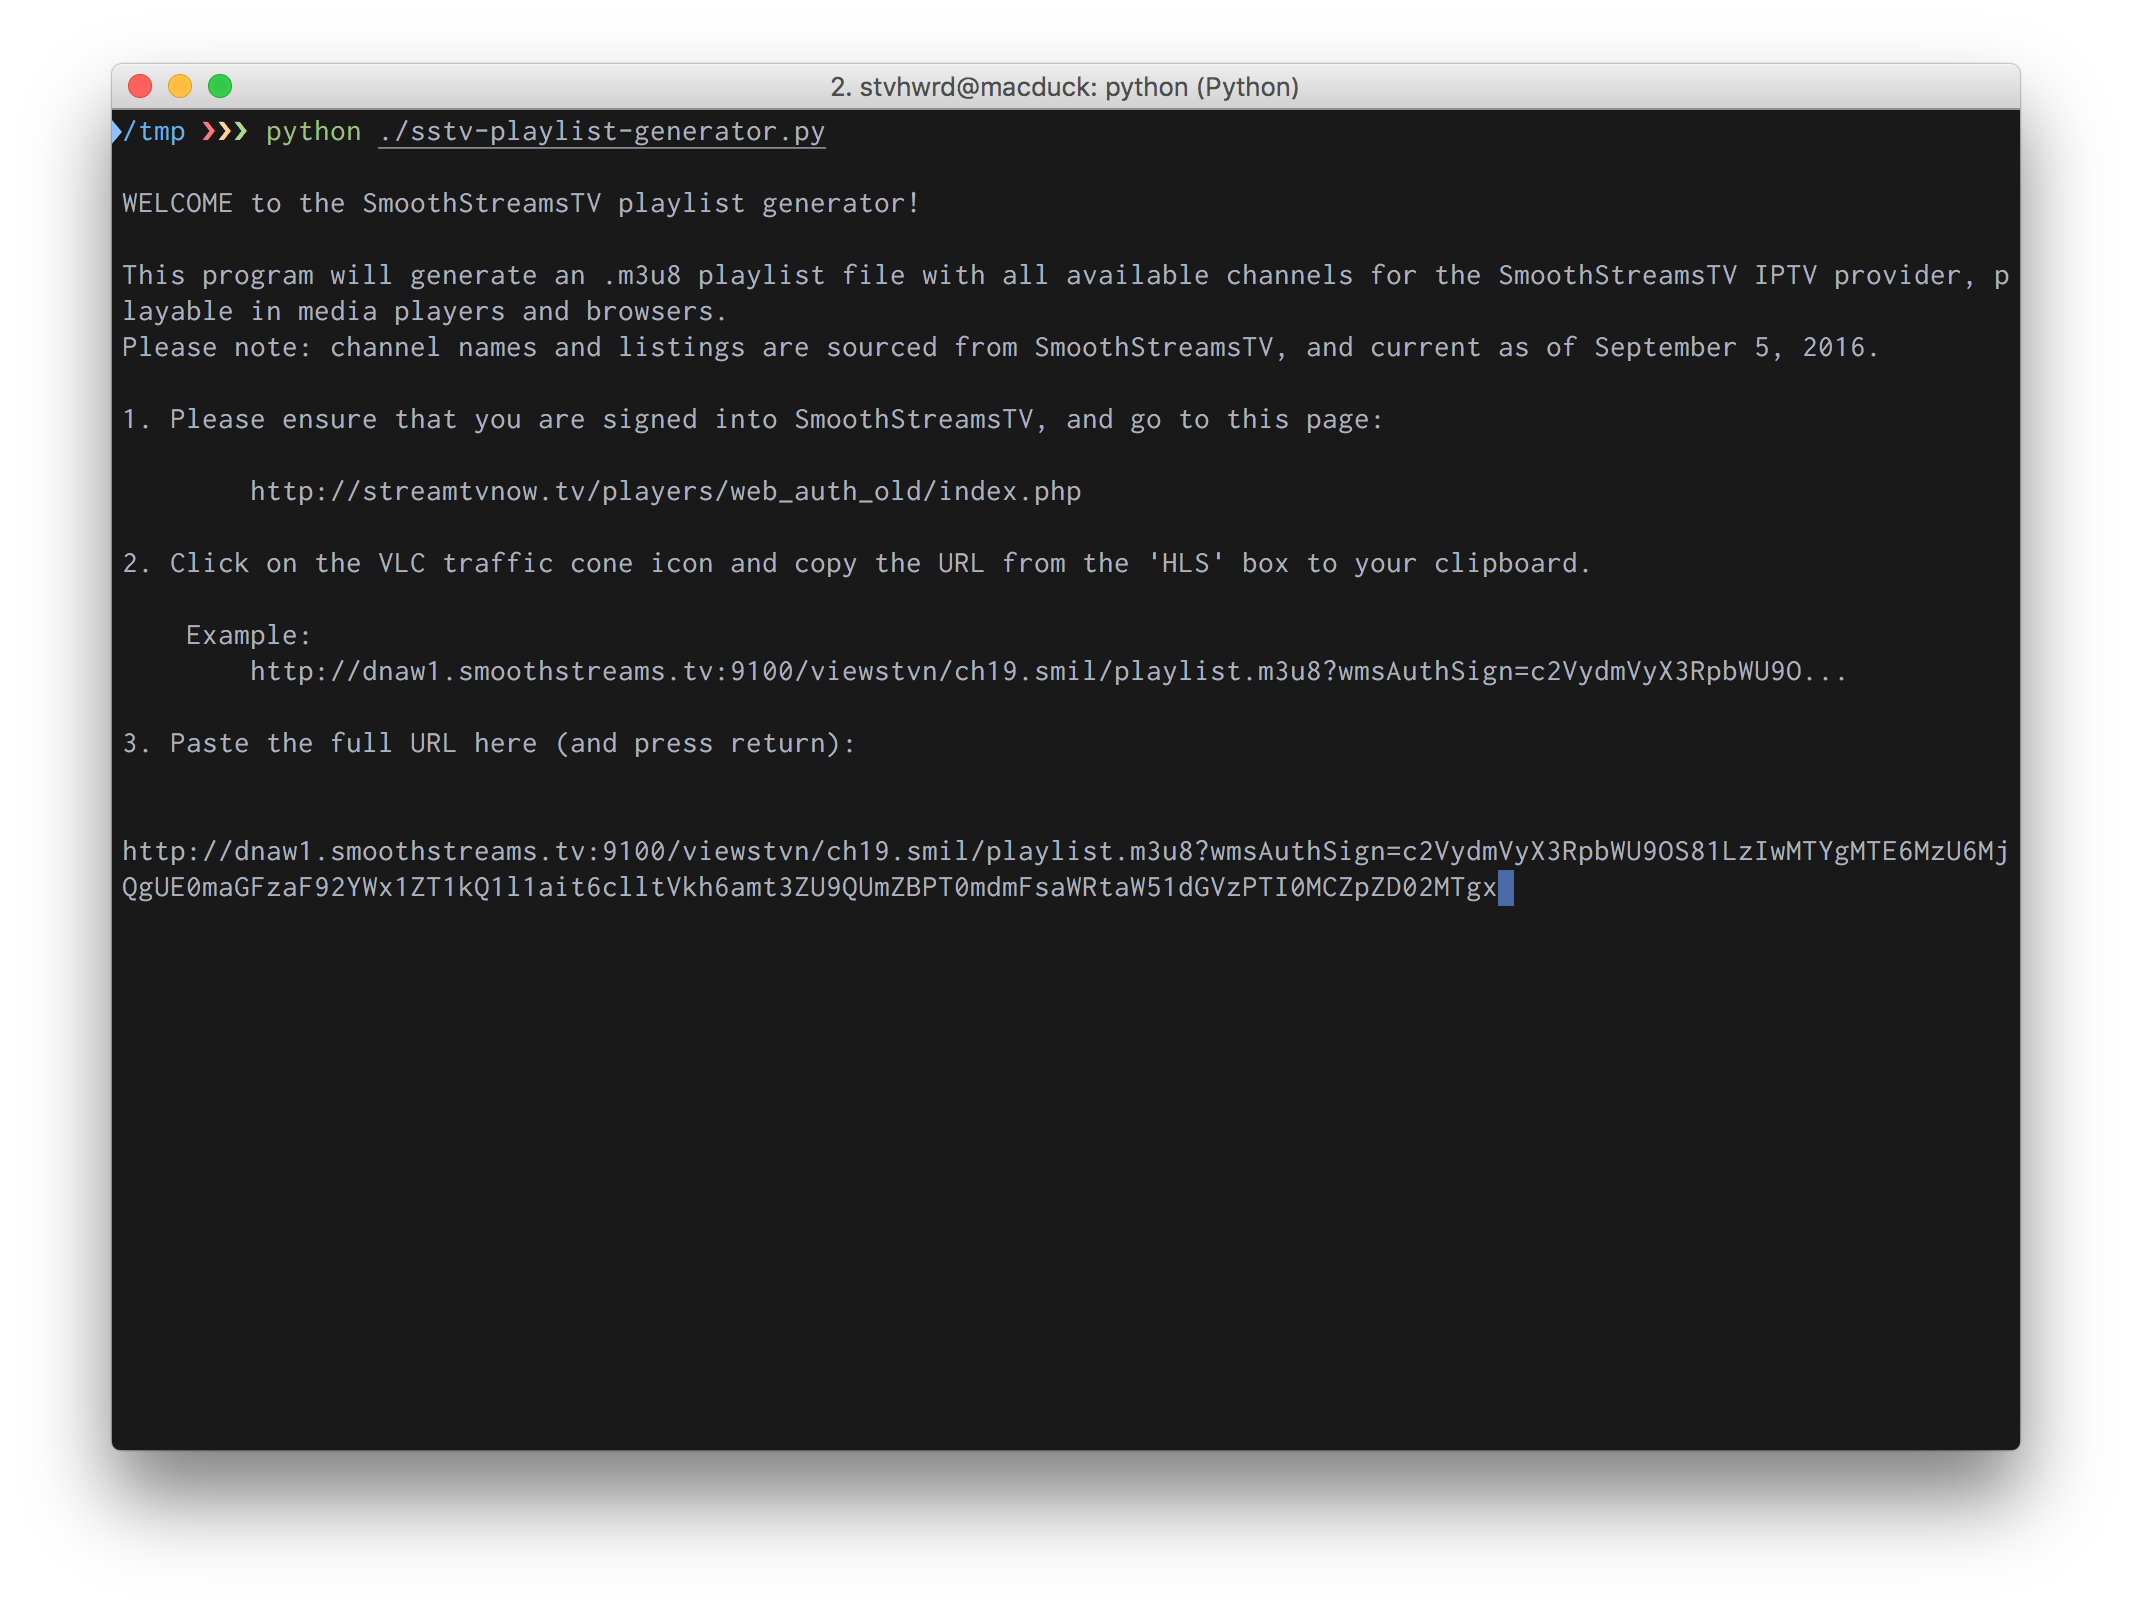 2. stvhwrd@macduck: python (Python)
/tmp ❯❯❯ python ./sstv-playlist-generator.py
WELCOME to the SmoothStreamsTV playlist generator!
This program will generate an .m3u8 playlist file with all available channels for the SmoothStreamsTV IPTV provider, p
layable in media players and browsers.
Please note: channel names and listings are sourced from SmoothStreamsTV, and current as of September 5, 2016.
1. Please ensure that you are signed into SmoothStreamsTV, and go to this page:
http://streamtvnow.tv/players/web_auth_old/index.php
2. Click on the VLC traffic cone icon and copy the URL from the 'HLS' box to your clipboard.
Example:
http://dnaw1.smoothstreams.tv:9100/viewstvn/ch19.smil/playlist.m3u8?wmsAuthSign=c2VydmVyX3RpbWU9O...
3. Paste the full URL here (and press return):
http://dnaw1.smoothstreams.tv:9100/viewstvn/ch19.smil/playlist.m3u8?wmsAuthSign=c2VydmVyX3RpbWU9OS81LzIwMTYgMTE6MzU6Mj
QgUE0maGFzaF92YWx1ZT1kQ1l1ait6clltVkh6amt3ZU9QUmZBPT0mdmFsaWRtaW51dGVzPTI0MCZpZD02MTgx